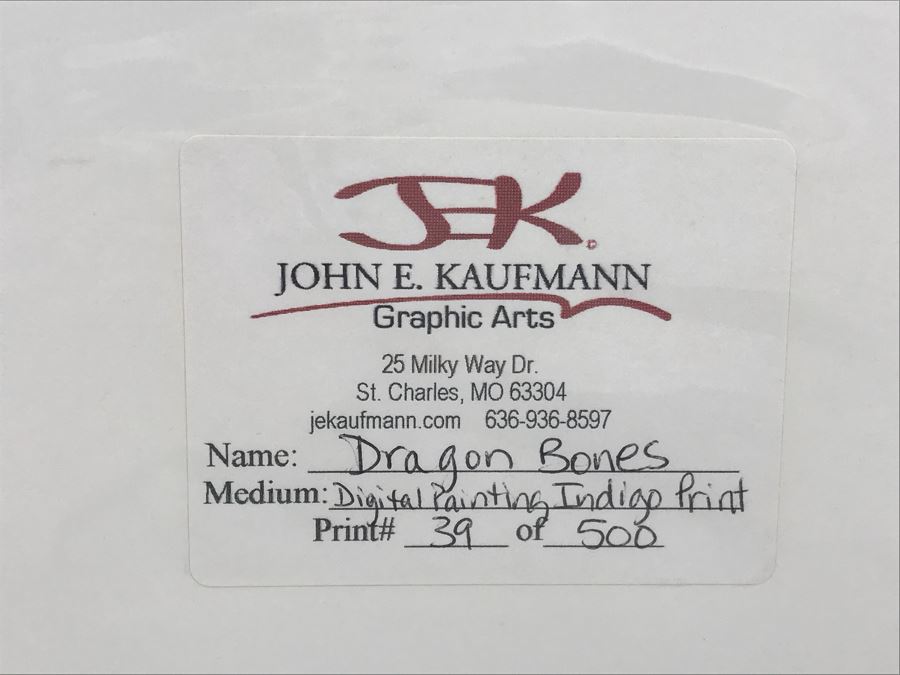 JEK
JOHN E. KAUFMANN
Graphic Arts
25 Milky Way Dr.
St. Charles, MO 63304
jekaufmann.com 636-936-8597
Name: Dragon Bones
Medium: Digital Painting Indigo Print
Print# 39 of 500